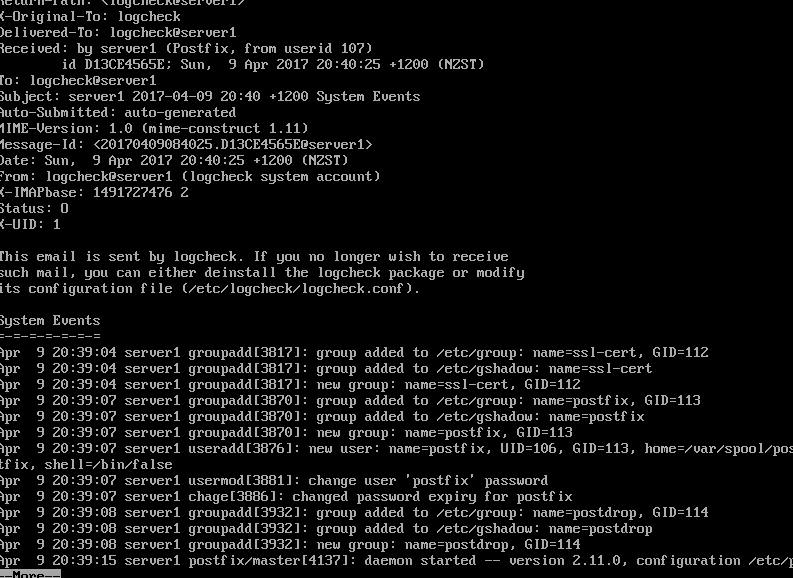 Return-Path: <logcheck@server1>
X-Original-To: logcheck
Delivered-To: logcheck@server1
Received: by server1 (Postfix, from userid 107)
id D13CE4565E; Sun,  9 Apr 2017 20:40:25 +1200 (NZST)
To: logcheck@server1
Subject: server1 2017-04-09 20:40 +1200 System Events
Auto-Submitted: auto-generated
MIME-Version: 1.0 (mime-construct 1.11)
Message-Id: <20170409084025.D13CE4565E@server1>
Date: Sun,  9 Apr 2017 20:40:25 +1200 (NZST)
From: logcheck@server1 (logcheck system account)
X-IMAPbase: 1491727476 2
Status: O
X-UID: 1
This email is sent by logcheck. If you no longer wish to receive
such mail, you can either deinstall the logcheck package or modify
its configuration file (/etc/logcheck/logcheck.conf).
System Events
=-=-=-=-=-=-=
Apr  9 20:39:04 server1 groupadd[3817]: group added to /etc/group: name=ssl-cert, GID=112
Apr  9 20:39:04 server1 groupadd[3817]: group added to /etc/gshadow: name=ssl-cert
Apr  9 20:39:04 server1 groupadd[3817]: new group: name=ssl-cert, GID=112
Apr  9 20:39:07 server1 groupadd[3870]: group added to /etc/group: name=postfix, GID=113
Apr  9 20:39:07 server1 groupadd[3870]: group added to /etc/gshadow: name=postfix
Apr  9 20:39:07 server1 groupadd[3870]: new group: name=postfix, GID=113
Apr  9 20:39:07 server1 useradd[3876]: new user: name=postfix, UID=106, GID=113, home=/var/spool/pos
tfix, shell=/bin/false
Apr  9 20:39:07 server1 usermod[3881]: change user 'postfix' password
Apr  9 20:39:07 server1 chage[3886]: changed password expiry for postfix
Apr  9 20:39:08 server1 groupadd[3932]: group added to /etc/group: name=postdrop, GID=114
Apr  9 20:39:08 server1 groupadd[3932]: group added to /etc/gshadow: name=postdrop
Apr  9 20:39:08 server1 groupadd[3932]: new group: name=postdrop, GID=114
Apr  9 20:39:15 server1 postfix/master[4137]: daemon started -- version 2.11.0, configuration /etc/p
--More--